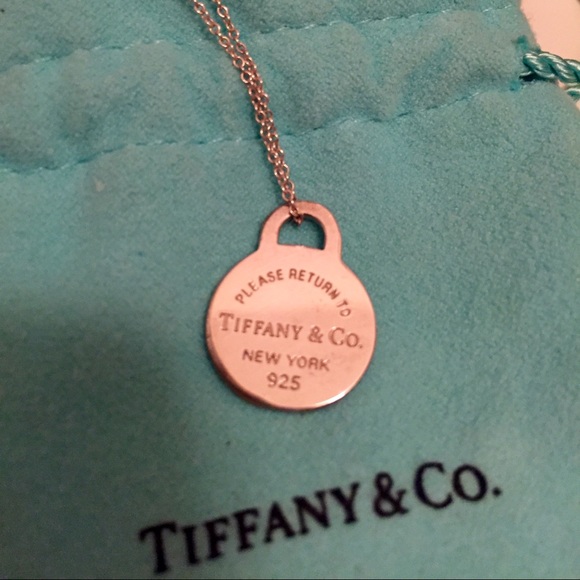 PLEASE RETURN TO
TIFFANY & CO.
NEW YORK
925
TIFFANY & CO.